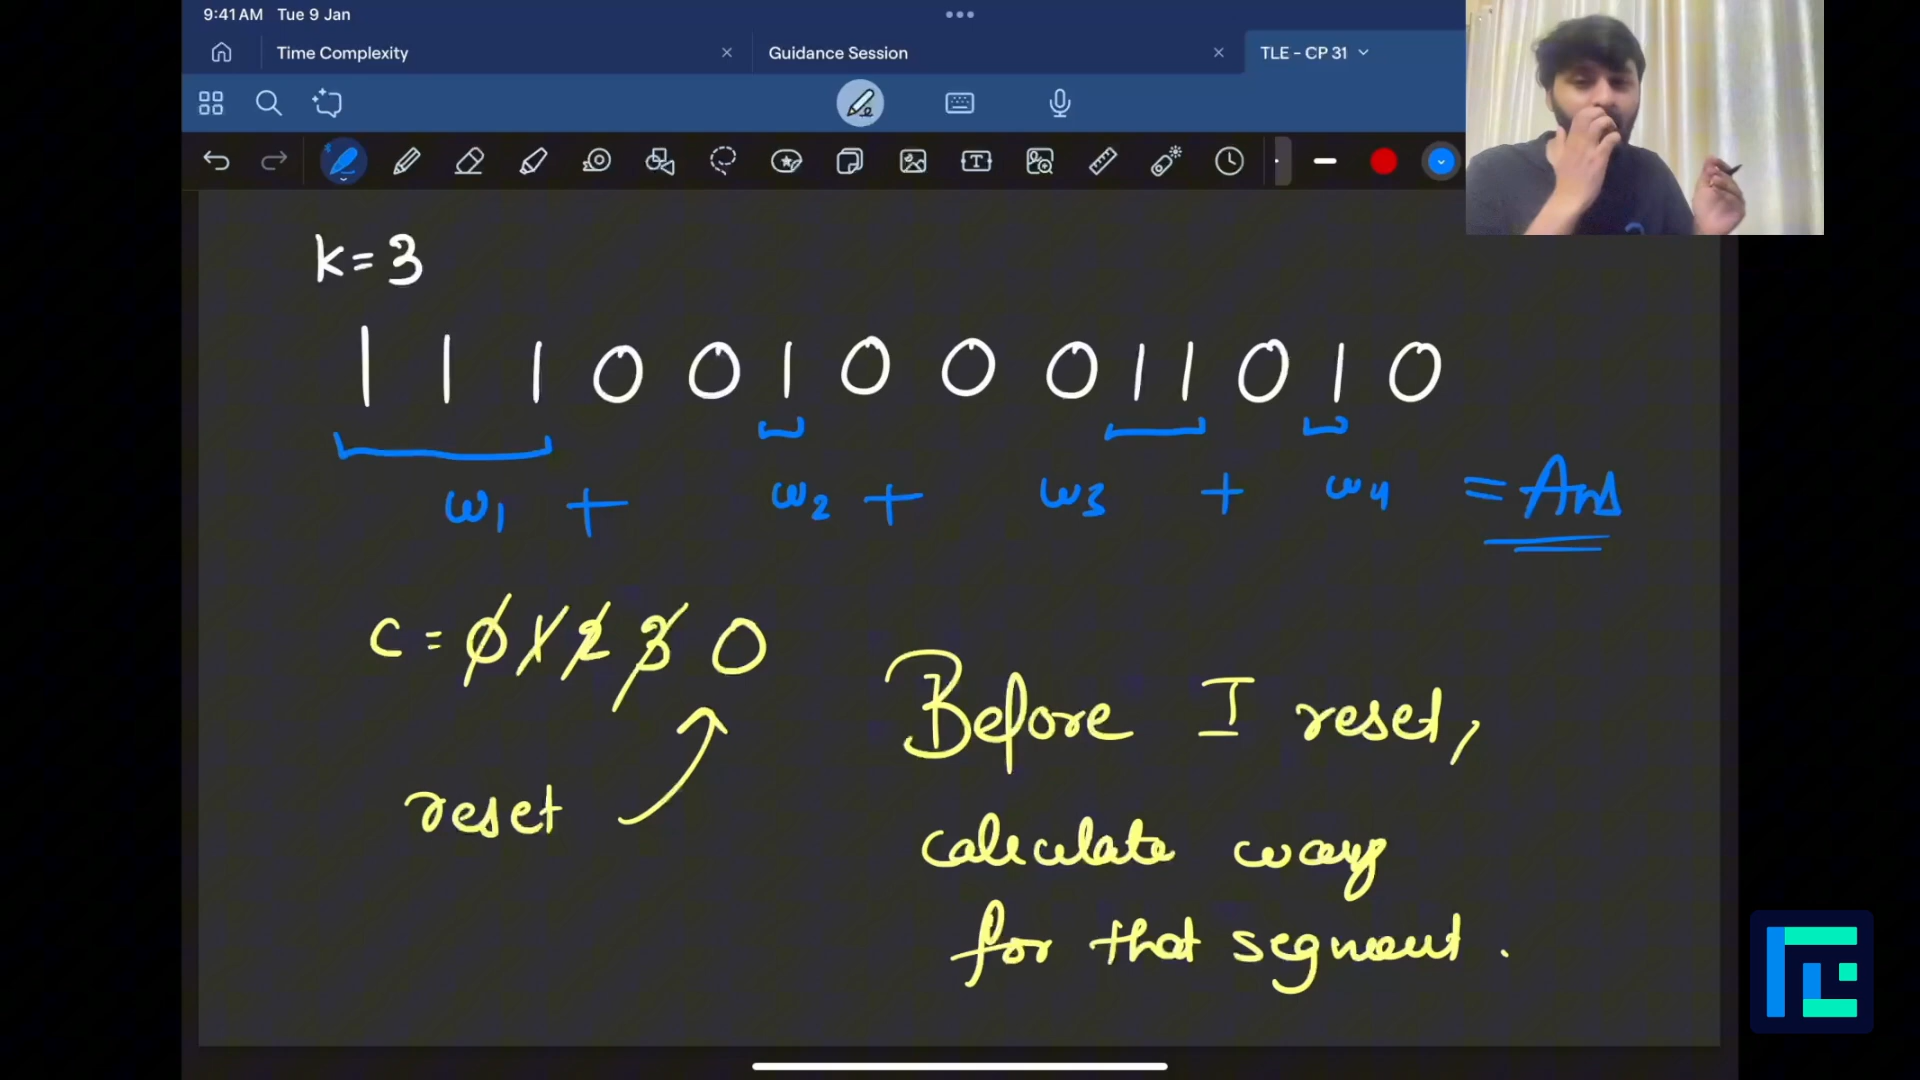 9:41 AM Tue 9 Jan
Time Complexity
Guidance Session
TLE - CP 31
k=3
1 1 1 0 0 1 0 0 0 1 1 0 1 0
w1 + w2 + w3 + w4 = Ans
c = 0 1 2 3 0
Before I reset,
reset
calculate ways
for that segment.